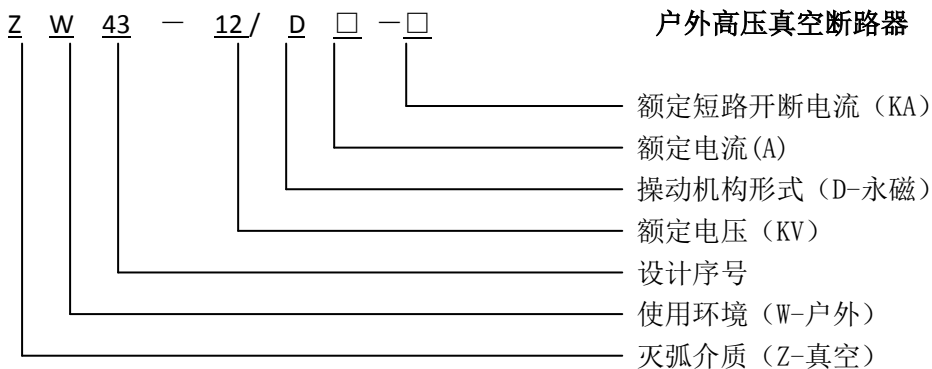 Z W 43 － 12/ D □ －□ 户外高压真空断路器
额定短路开断电流（KA）
额定电流(A)
操动机构形式（D-永磁）
额定电压（KV）
设计序号
使用环境（W-户外）
灭弧介质（Z-真空）